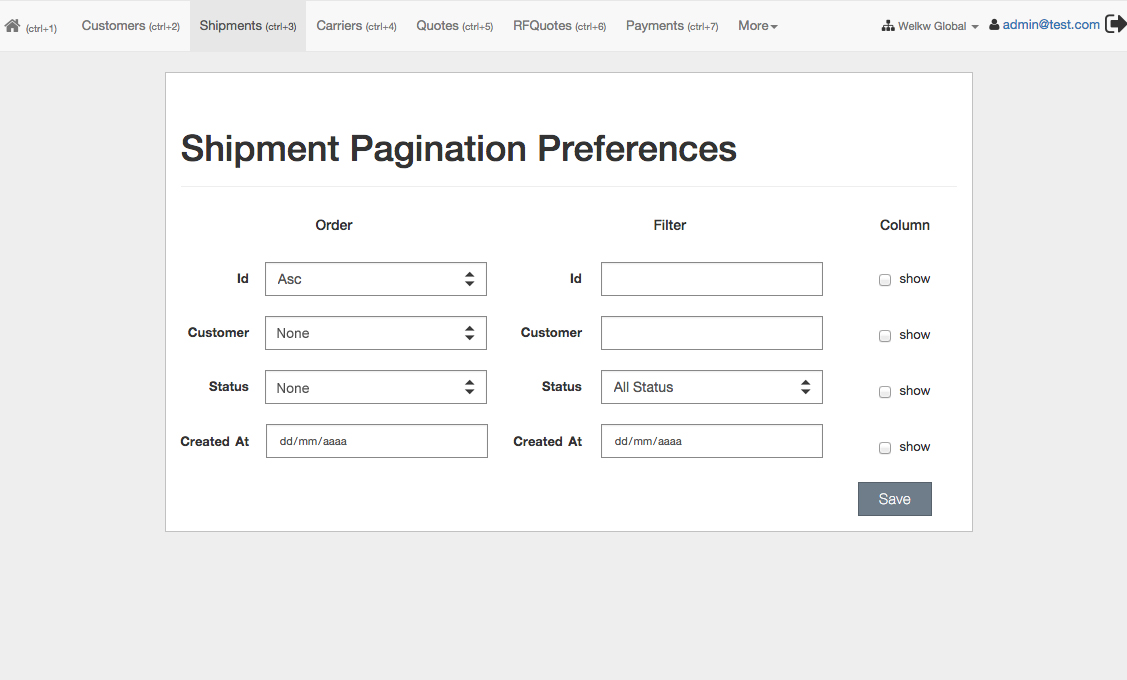 (ctrl+1) Customers (ctrl+2) Shipments (ctrl+3) Carriers (ctrl+4) Quotes (ctrl+5) RFQuotes (ctrl+6) Payments (ctrl+7) More Welkw Global admin@test.com
Shipment Pagination Preferences
Order Filter Column
Id Asc Id show
Customer None Customer show
Status None Status All Status show
Created At dd/mm/aaaa Created At dd/mm/aaaa show
Save